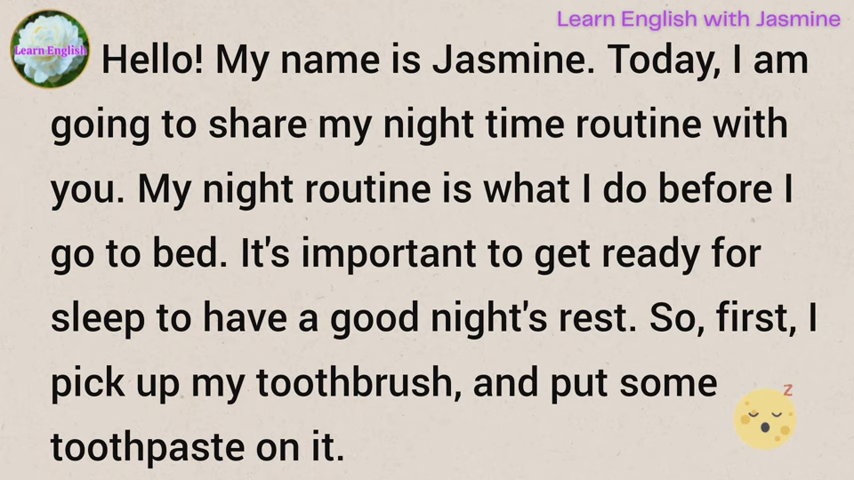 Learn English with Jasmine
Learn English
Hello! My name is Jasmine. Today, I am
going to share my night time routine with
you. My night routine is what I do before I
go to bed. It's important to get ready for
sleep to have a good night's rest. So, first, I
pick up my toothbrush, and put some
toothpaste on it.
z